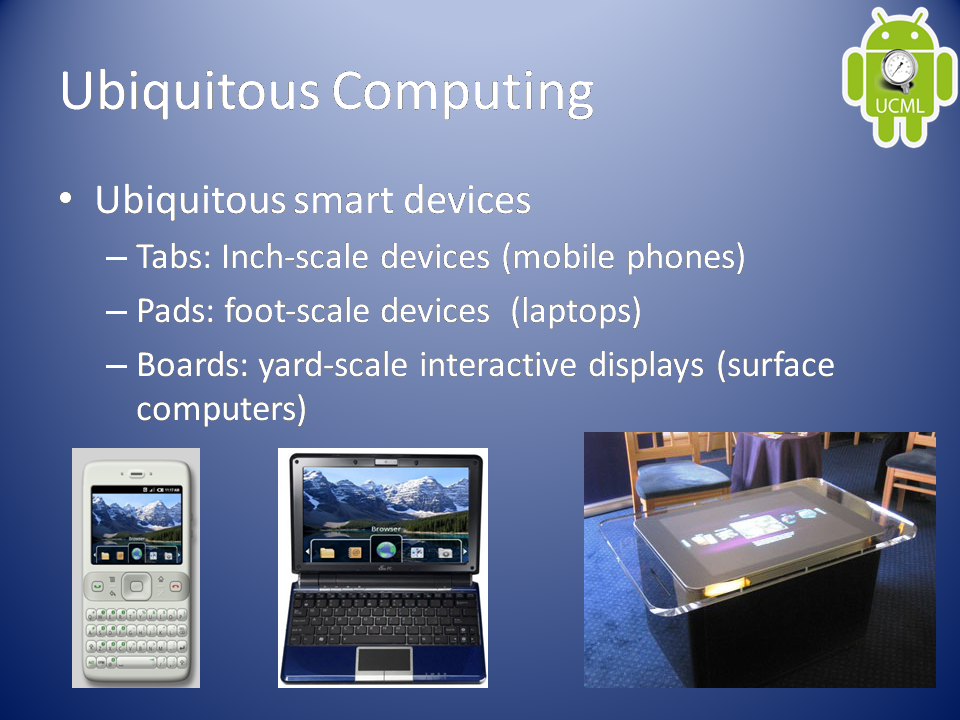 UCML
Ubiquitous Computing
• Ubiquitous smart devices
– Tabs: Inch-scale devices (mobile phones)
– Pads: foot-scale devices  (laptops)
– Boards: yard-scale interactive displays (surface
computers)
Browser
Browser